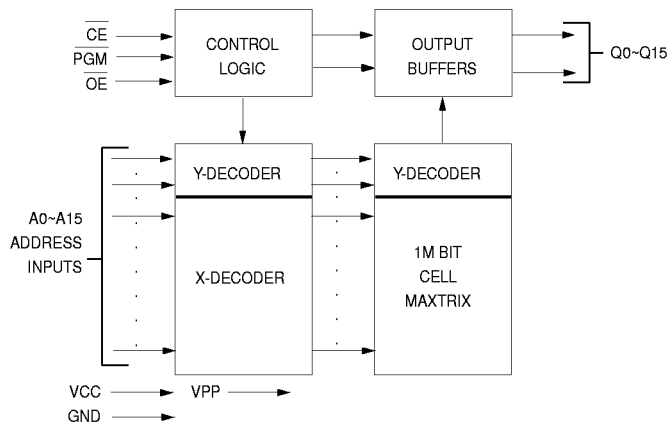 CE
PGM
OE
CONTROL
LOGIC
OUTPUT
BUFFERS
Q0~Q15
A0~A15
ADDRESS
INPUTS
Y-DECODER
X-DECODER
Y-DECODER
1M BIT
CELL
MAXTRIX
VCC
VPP
GND